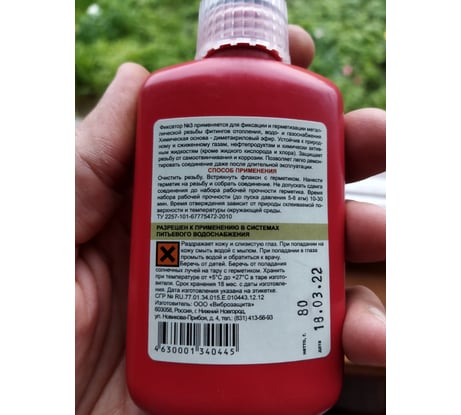 Фиксатор №3 применяется для фиксации и герметизации метал-
лической резьбы фитингов отопления, водо- и газоснабжения
Химическая основа - диметакриловый эфир. Устойчив к природ-
ному и сжиженному газам, нефтепродуктам и химически актив-
ным жидкостям (кроме жидкого кислорода и хлора). Защищает
резьбу от самоотвинчивания и коррозии. Позволяет легко демон-
тировать соединение даже после длительной эксплуатации.
СПОСОБ ПРИМЕНЕНИЯ
Очистить резьбу. Встряхнуть флакон с герметиком. Нанести
герметик на резьбу и собрать соединение. Не допускать сдвига
соединения до набора рабочей прочности герметика. Время
набора рабочей прочности (до пуска давления 5-8 атм) 10-30
мин. Время отверждения зависит от природы склеиваемой по-
верхности и температуры окружающей среды.
ТУ 2257-101-67775472-2010
РАЗРЕШЕН К ПРИМЕНЕНИЮ В СИСТЕМАХ
ПИТЬЕВОГО ВОДОСНАБЖЕНИЯ
Раздражает кожу и слизистую глаз. При попадании на
кожу смыть водой с мылом. При попадании в глаза
промыть водой и обратиться к врачу.
Беречь от детей. Беречь от попадания
солнечных лучей на тару с герметиком. Хранить
при температуре от +5°С до +27°С в таре изгото-
вителя. Срок хранения 18 мес. с даты изготовле-
ния. Дата изготовления указана на этикетке.
СГР № RU.77.01.34.015.Е.010443.12.12
Изготовитель: ООО «Виброзащита»
603058, Россия, г. Нижний Новгород,
ул. Новикова-Прибоя, д. 4, тел.: (831) 413-56-93
4630001340445
нетто, г. 80
дата 18.03.22